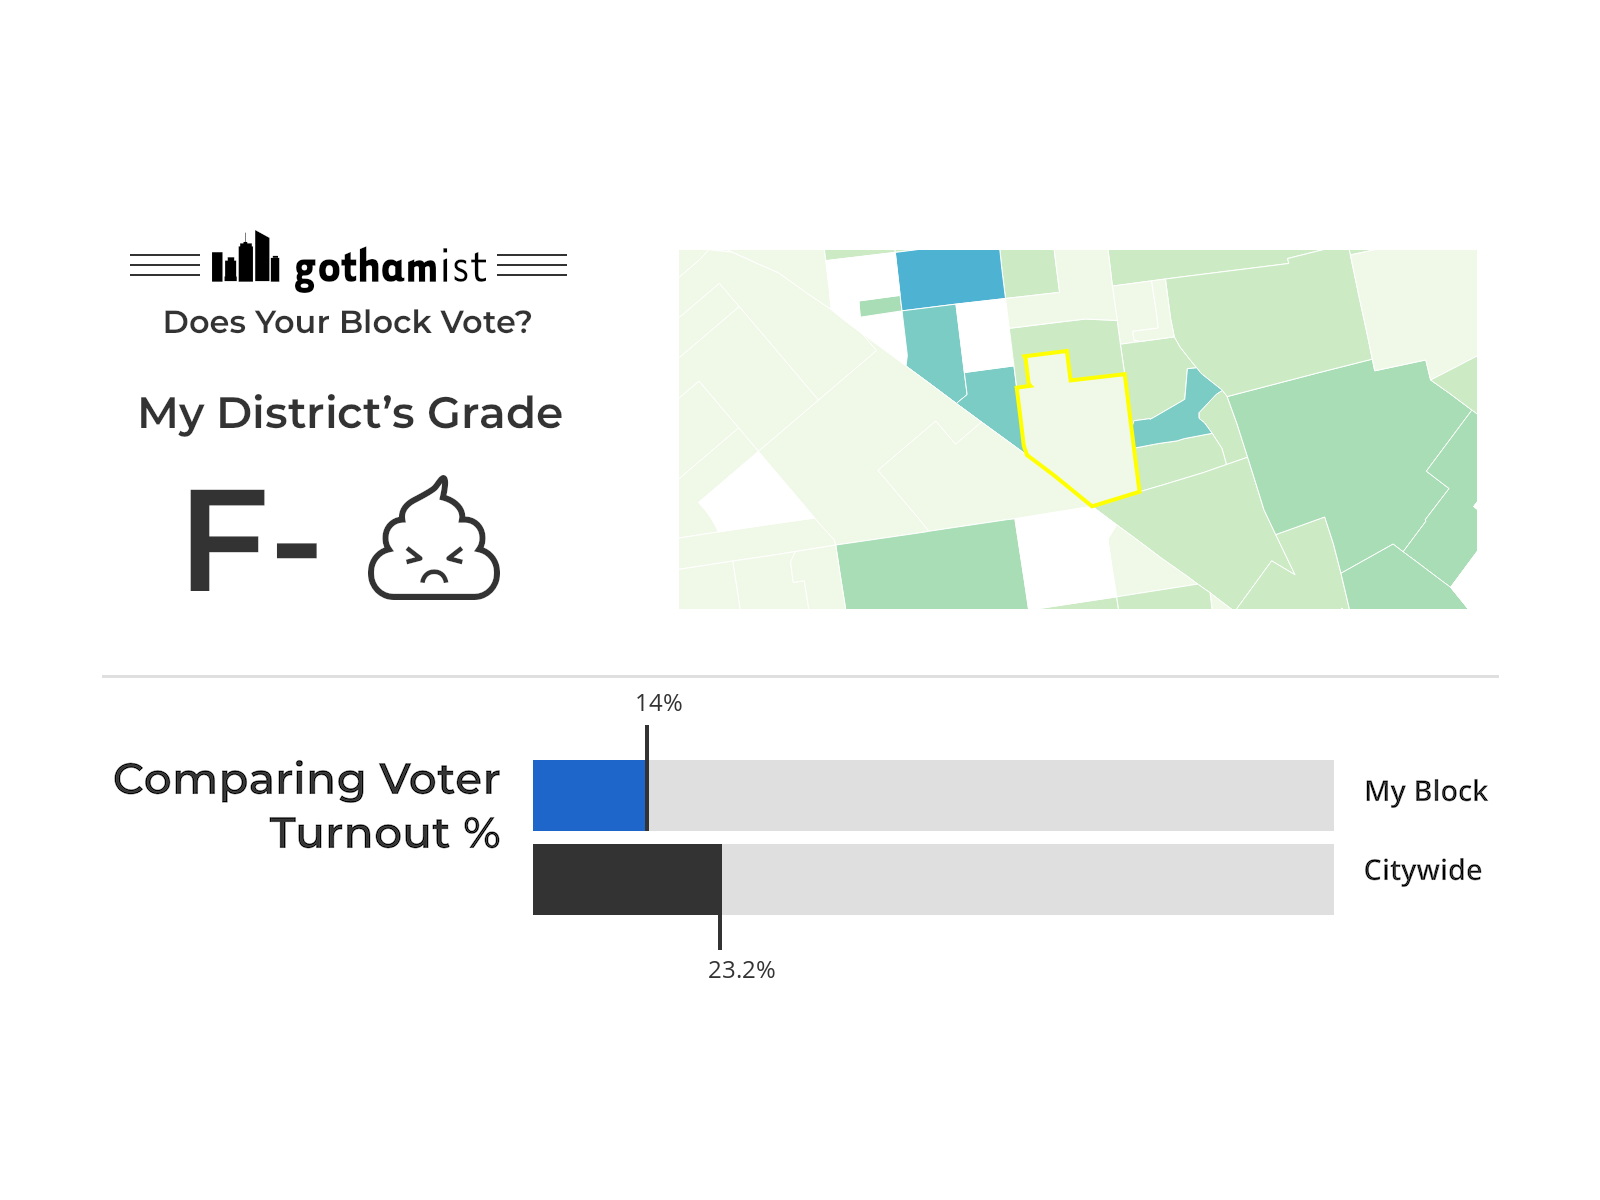 gothamist
Does Your Block Vote?
My District's Grade
F-
14%
Comparing Voter
Turnout %
My Block
Citywide
23.2%